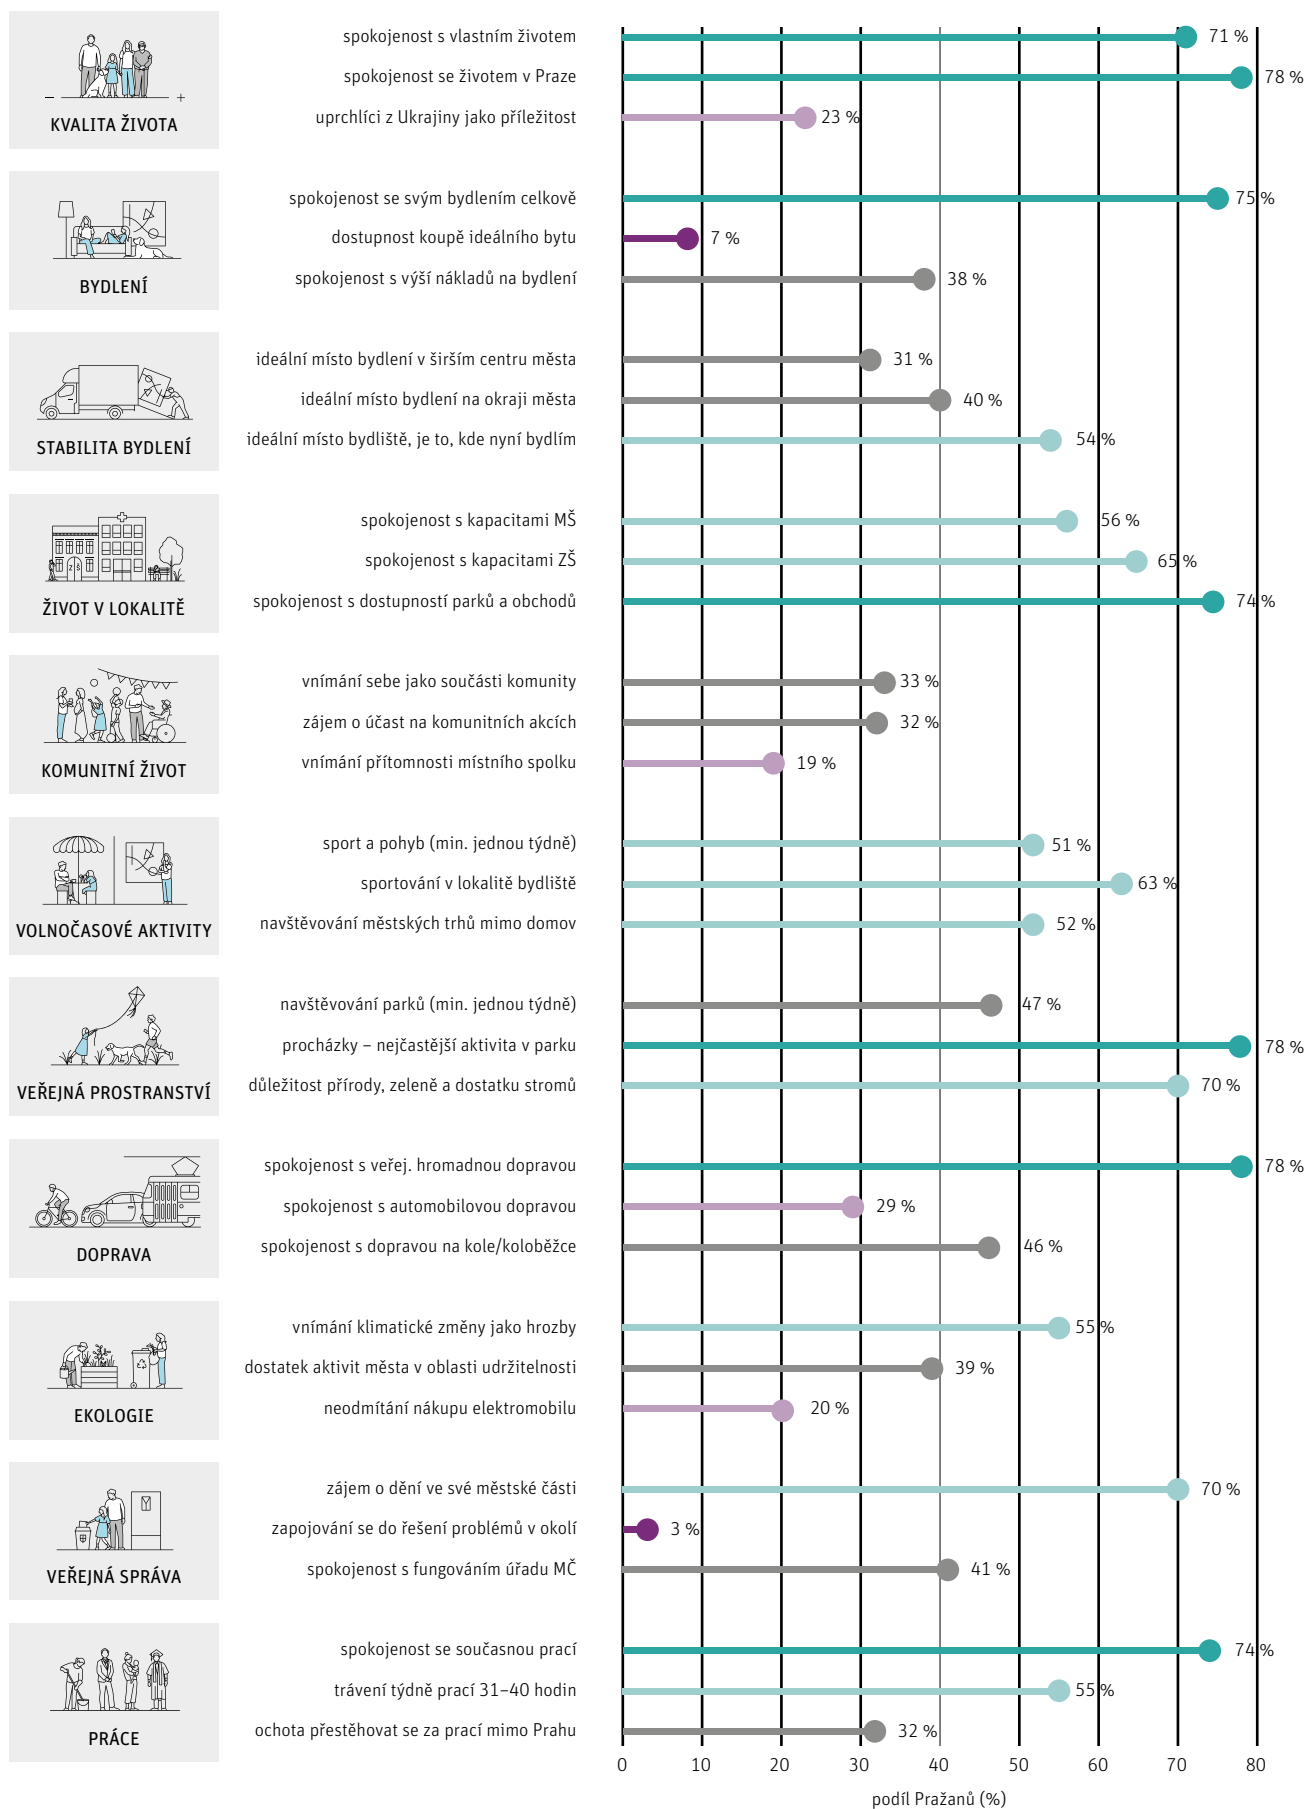 KVALITA ŽIVOTA
− +
spokojenost s vlastním životem 71 %
spokojenost se životem v Praze 78 %
uprchlíci z Ukrajiny jako příležitost 23 %
BYDLENÍ
spokojenost se svým bydlením celkově 75 %
dostupnost koupě ideálního bytu 7 %
spokojenost s výší nákladů na bydlení 38 %
STABILITA BYDLENÍ
ideální místo bydlení v širším centru města 31 %
ideální místo bydlení na okraji města 40 %
ideální místo bydliště, je to, kde nyní bydlím 54 %
ŽIVOT V LOKALITĚ
ZŠ
spokojenost s kapacitami MŠ 56 %
spokojenost s kapacitami ZŠ 65 %
spokojenost s dostupností parků a obchodů 74 %
KOMUNITNÍ ŽIVOT
vnímání sebe jako součásti komunity 33 %
zájem o účast na komunitních akcích 32 %
vnímání přítomnosti místního spolku 19 %
VOLNOČASOVÉ AKTIVITY
sport a pohyb (min. jednou týdně) 51 %
sportování v lokalitě bydliště 63 %
navštěvování městských trhů mimo domov 52 %
VEŘEJNÁ PROSTRANSTVÍ
navštěvování parků (min. jednou týdně) 47 %
procházky – nejčastější aktivita v parku 78 %
důležitost přírody, zeleně a dostatku stromů 70 %
DOPRAVA
spokojenost s veřej. hromadnou dopravou 78 %
spokojenost s automobilovou dopravou 29 %
spokojenost s dopravou na kole/koloběžce 46 %
EKOLOGIE
vnímání klimatické změny jako hrozby 55 %
dostatek aktivit města v oblasti udržitelnosti 39 %
neodmítání nákupu elektromobilu 20 %
VEŘEJNÁ SPRÁVA
zájem o dění ve své městské části 70 %
zapojování se do řešení problémů v okolí 3 %
spokojenost s fungováním úřadu MČ 41 %
PRÁCE
spokojenost se současnou prací 74 %
trávení týdně prací 31–40 hodin 55 %
ochota přestěhovat se za prací mimo Prahu 32 %
0 10 20 30 40 50 60 70 80
podíl Pražanů (%)